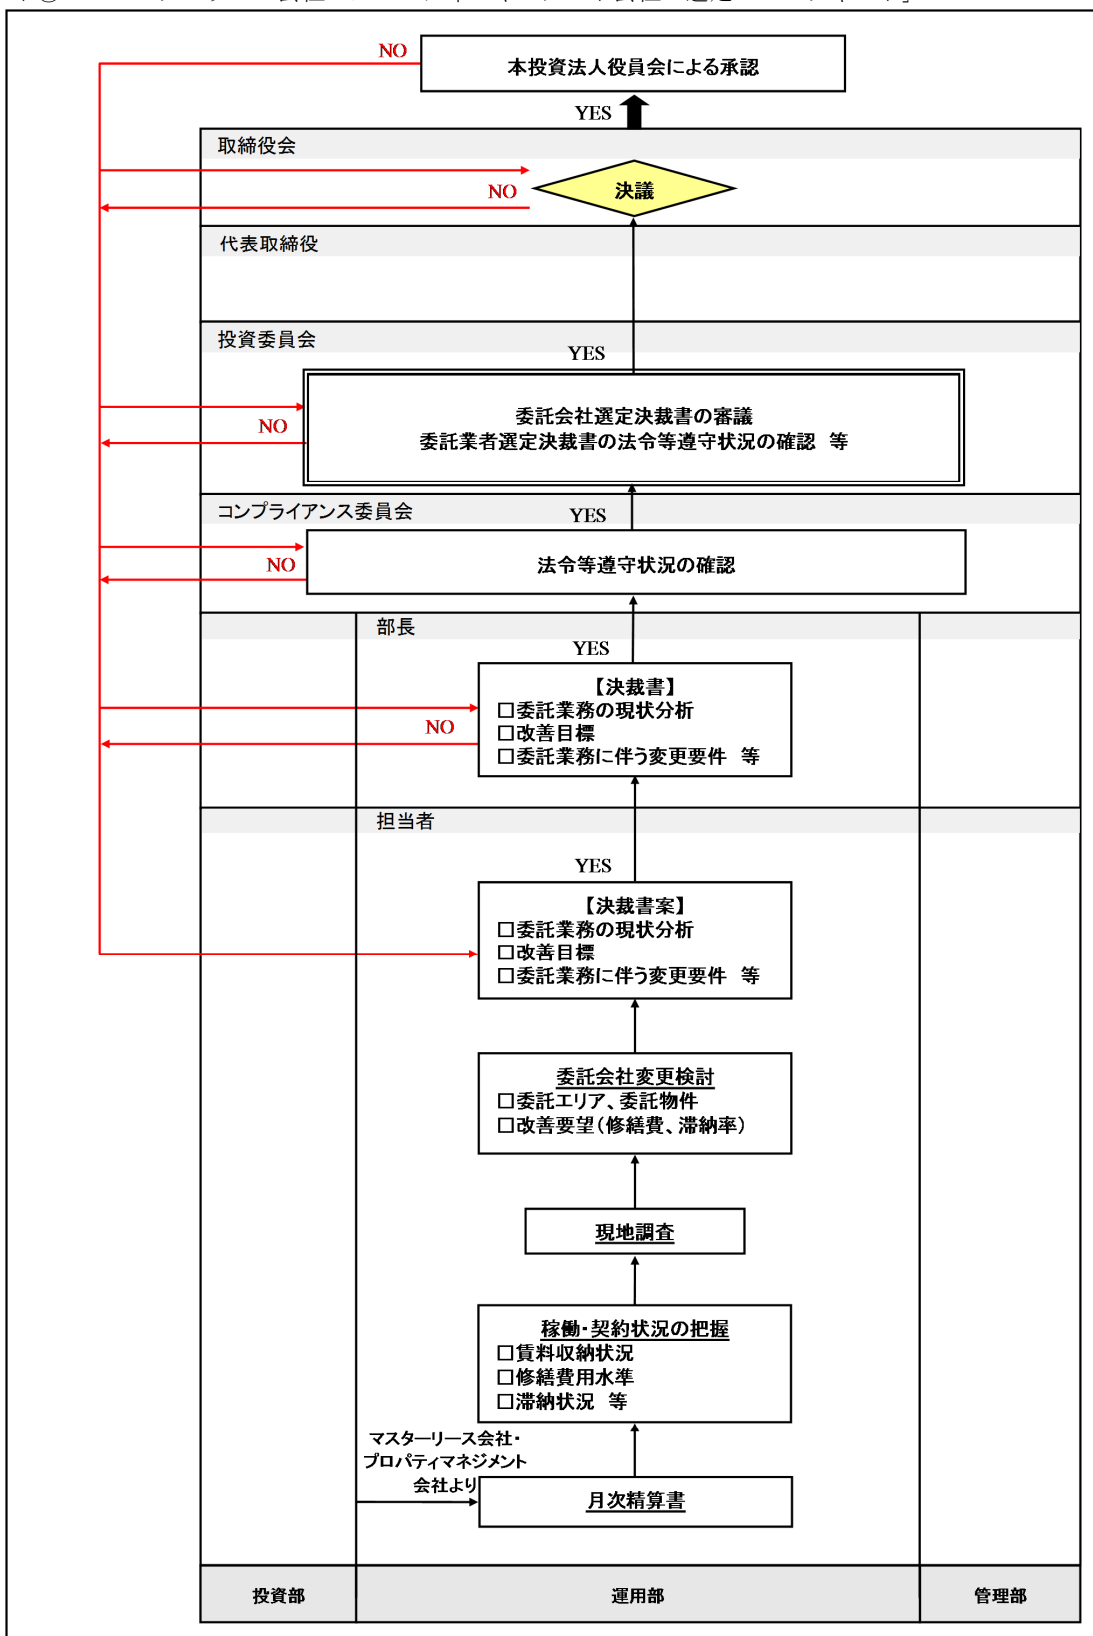 NO
本投資法人役員会による承認
YES
取締役会
決議
NO
代表取締役
投資委員会
YES
委託会社選定決裁書の審議
委託業者選定決裁書の法令等遵守状況の確認　等
NO
コンプライアンス委員会
YES
法令等遵守状況の確認
NO
部長
YES
【決裁書】
□委託業務の現状分析
□改善目標
□委託業務に伴う変更要件　等
NO
担当者
YES
【決裁書案】
□委託業務の現状分析
□改善目標
□委託業務に伴う変更要件　等
委託会社変更検討
□委託エリア、委託物件
□改善要望（修繕費、滞納率）
現地調査
稼働・契約状況の把握
□賃料収納状況
□修繕費用水準
□滞納状況　等
マスターリース会社・
プロパティマネジメント
会社より
月次精算書
投資部
運用部
管理部